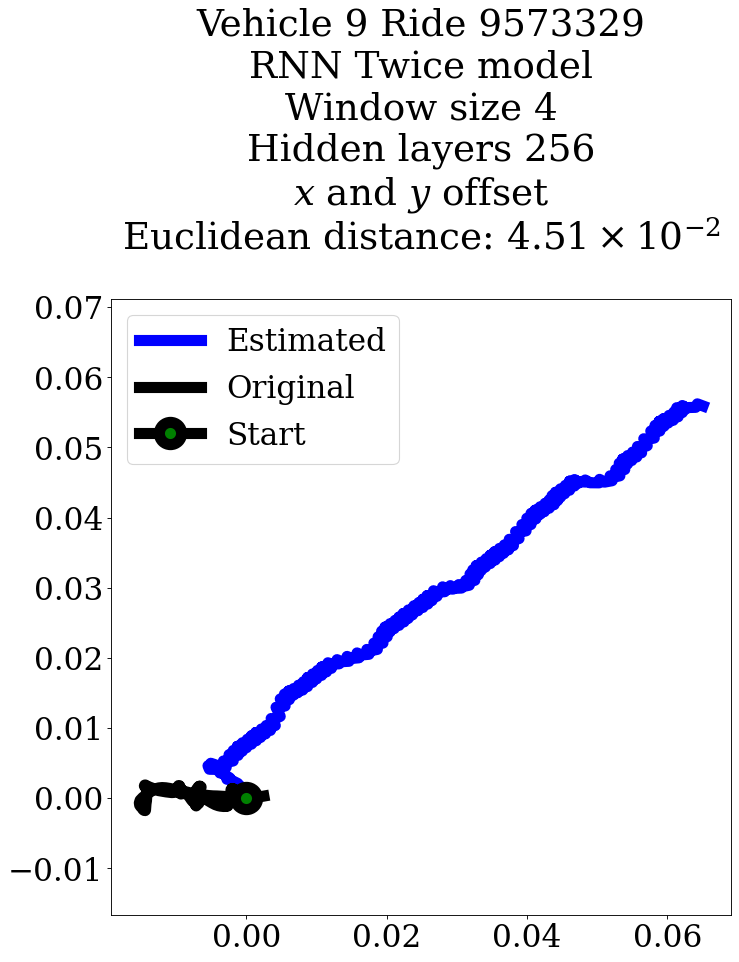 Vehicle 9 Ride 9573329
RNN Twice model
Window size 4
Hidden layers 256
x and y offset
Euclidean distance: 4.51 × 10⁻²
0.07
0.06
0.05
0.04
0.03
0.02
0.01
0.00
−0.01
Estimated
Original
Start
0.00 0.02 0.04 0.06